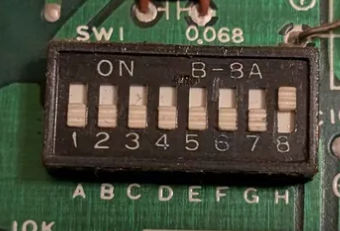 SW1 0,068
ON B-8A
1 2 3 4 5 6 7 8
A B C D E F G H
10K